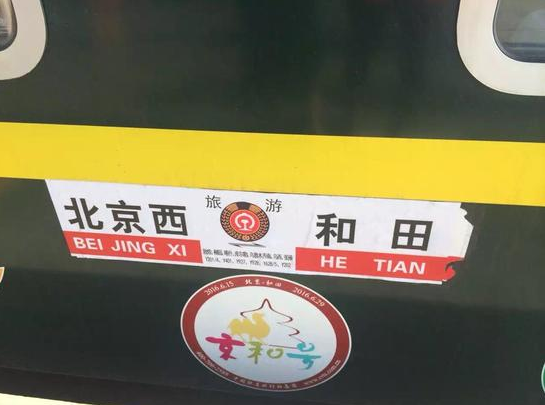 北京西
BEI JING XI
旅 游
和 田
HE TIAN
2016.6.15 北京·和田 2016.6.29
京和号